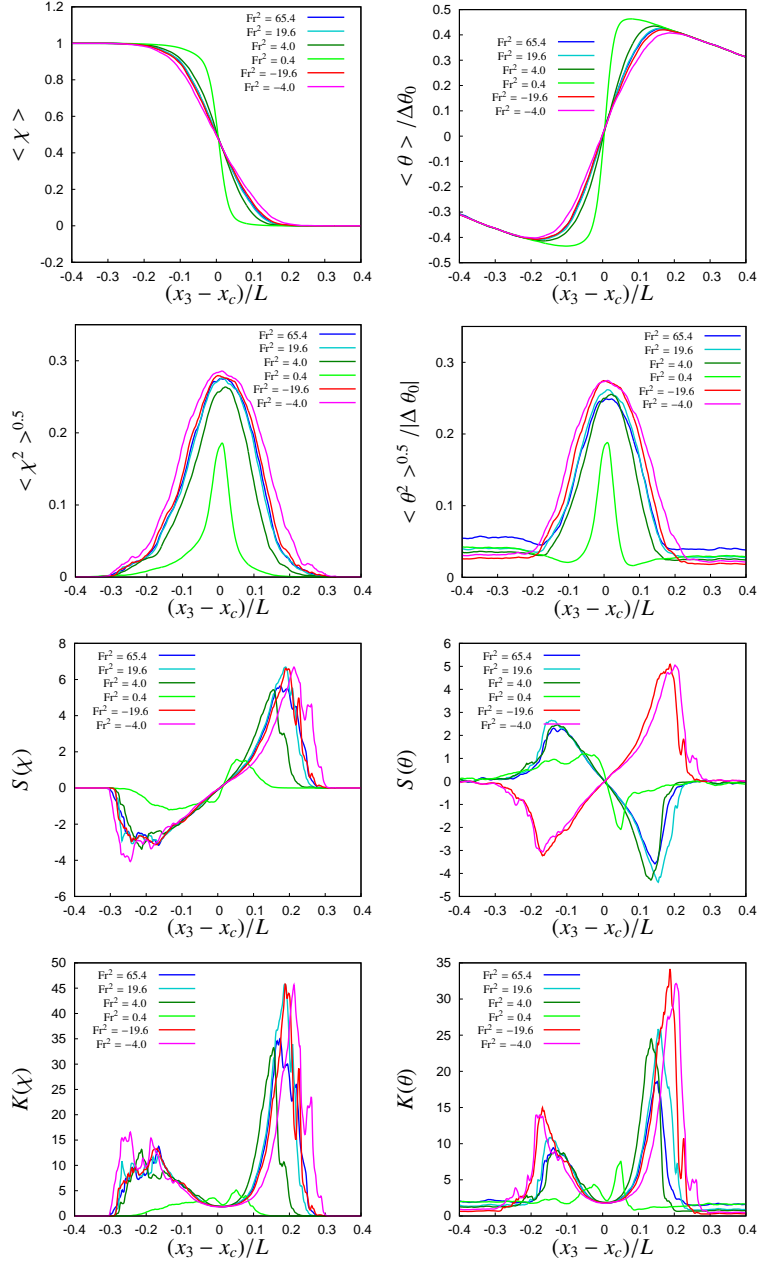 < χ >
1.2
1
0.8
0.6
0.4
0.2
0
-0.2
Fr² = 65.4
Fr² = 19.6
Fr² = 4.0
Fr² = 0.4
Fr² = −19.6
Fr² = −4.0
-0.4 -0.3 -0.2 -0.1 0 0.1 0.2 0.3 0.4
(x₃ − x_c)/L
< θ > /Δθ₀
0.5
0.4
0.3
0.2
0.1
0
-0.1
-0.2
-0.3
-0.4
-0.5
Fr² = 65.4
Fr² = 19.6
Fr² = 4.0
Fr² = 0.4
Fr² = −19.6
Fr² = −4.0
-0.4 -0.3 -0.2 -0.1 0 0.1 0.2 0.3 0.4
(x₃ − x_c)/L
< χ² >^0.5
0.3
0.2
0.1
0
Fr² = 65.4
Fr² = 19.6
Fr² = 4.0
Fr² = 0.4
Fr² = −19.6
Fr² = −4.0
-0.4 -0.3 -0.2 -0.1 0 0.1 0.2 0.3 0.4
(x₃ − x_c)/L
< θ² >^0.5 /|Δ θ₀|
0.3
0.2
0.1
0
Fr² = 65.4
Fr² = 19.6
Fr² = 4.0
Fr² = 0.4
Fr² = −19.6
Fr² = −4.0
-0.4 -0.3 -0.2 -0.1 0 0.1 0.2 0.3 0.4
(x₃ − x_c)/L
S(χ)
8
6
4
2
0
-2
-4
-6
Fr² = 65.4
Fr² = 19.6
Fr² = 4.0
Fr² = 0.4
Fr² = −19.6
Fr² = −4.0
-0.4 -0.3 -0.2 -0.1 0 0.1 0.2 0.3 0.4
(x₃ − x_c)/L
S(θ)
6
5
4
3
2
1
0
-1
-2
-3
-4
-5
Fr² = 65.4
Fr² = 19.6
Fr² = 4.0
Fr² = 0.4
Fr² = −19.6
Fr² = −4.0
-0.4 -0.3 -0.2 -0.1 0 0.1 0.2 0.3 0.4
(x₃ − x_c)/L
K(χ)
50
45
40
35
30
25
20
15
10
5
0
Fr² = 65.4
Fr² = 19.6
Fr² = 4.0
Fr² = 0.4
Fr² = −19.6
Fr² = −4.0
-0.4 -0.3 -0.2 -0.1 0 0.1 0.2 0.3 0.4
(x₃ − x_c)/L
K(θ)
35
30
25
20
15
10
5
0
Fr² = 65.4
Fr² = 19.6
Fr² = 4.0
Fr² = 0.4
Fr² = −19.6
Fr² = −4.0
-0.4 -0.3 -0.2 -0.1 0 0.1 0.2 0.3 0.4
(x₃ − x_c)/L